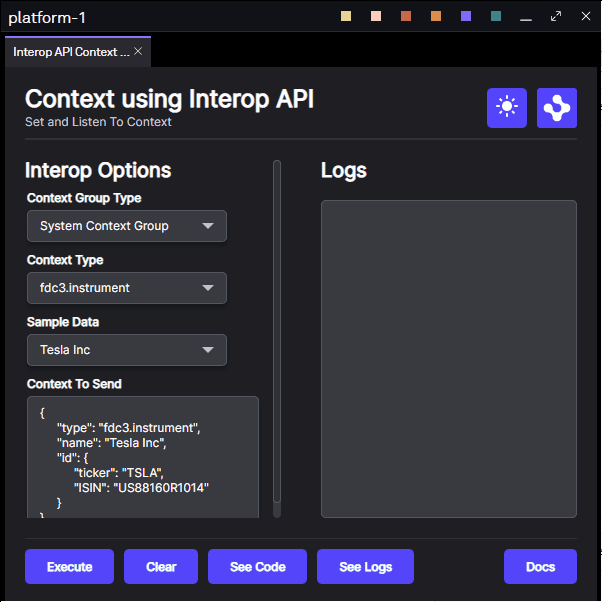 platform-1
Interop API Context ...
Context using Interop API
Set and Listen To Context
Interop Options
Logs
Context Group Type
System Context Group
Context Type
fdc3.instrument
Sample Data
Tesla Inc
Context To Send
{
"type": "fdc3.instrument",
"name": "Tesla Inc",
"id": {
"ticker": "TSLA",
"ISIN": "US88160R1014"
}
}
Execute
Clear
See Code
See Logs
Docs